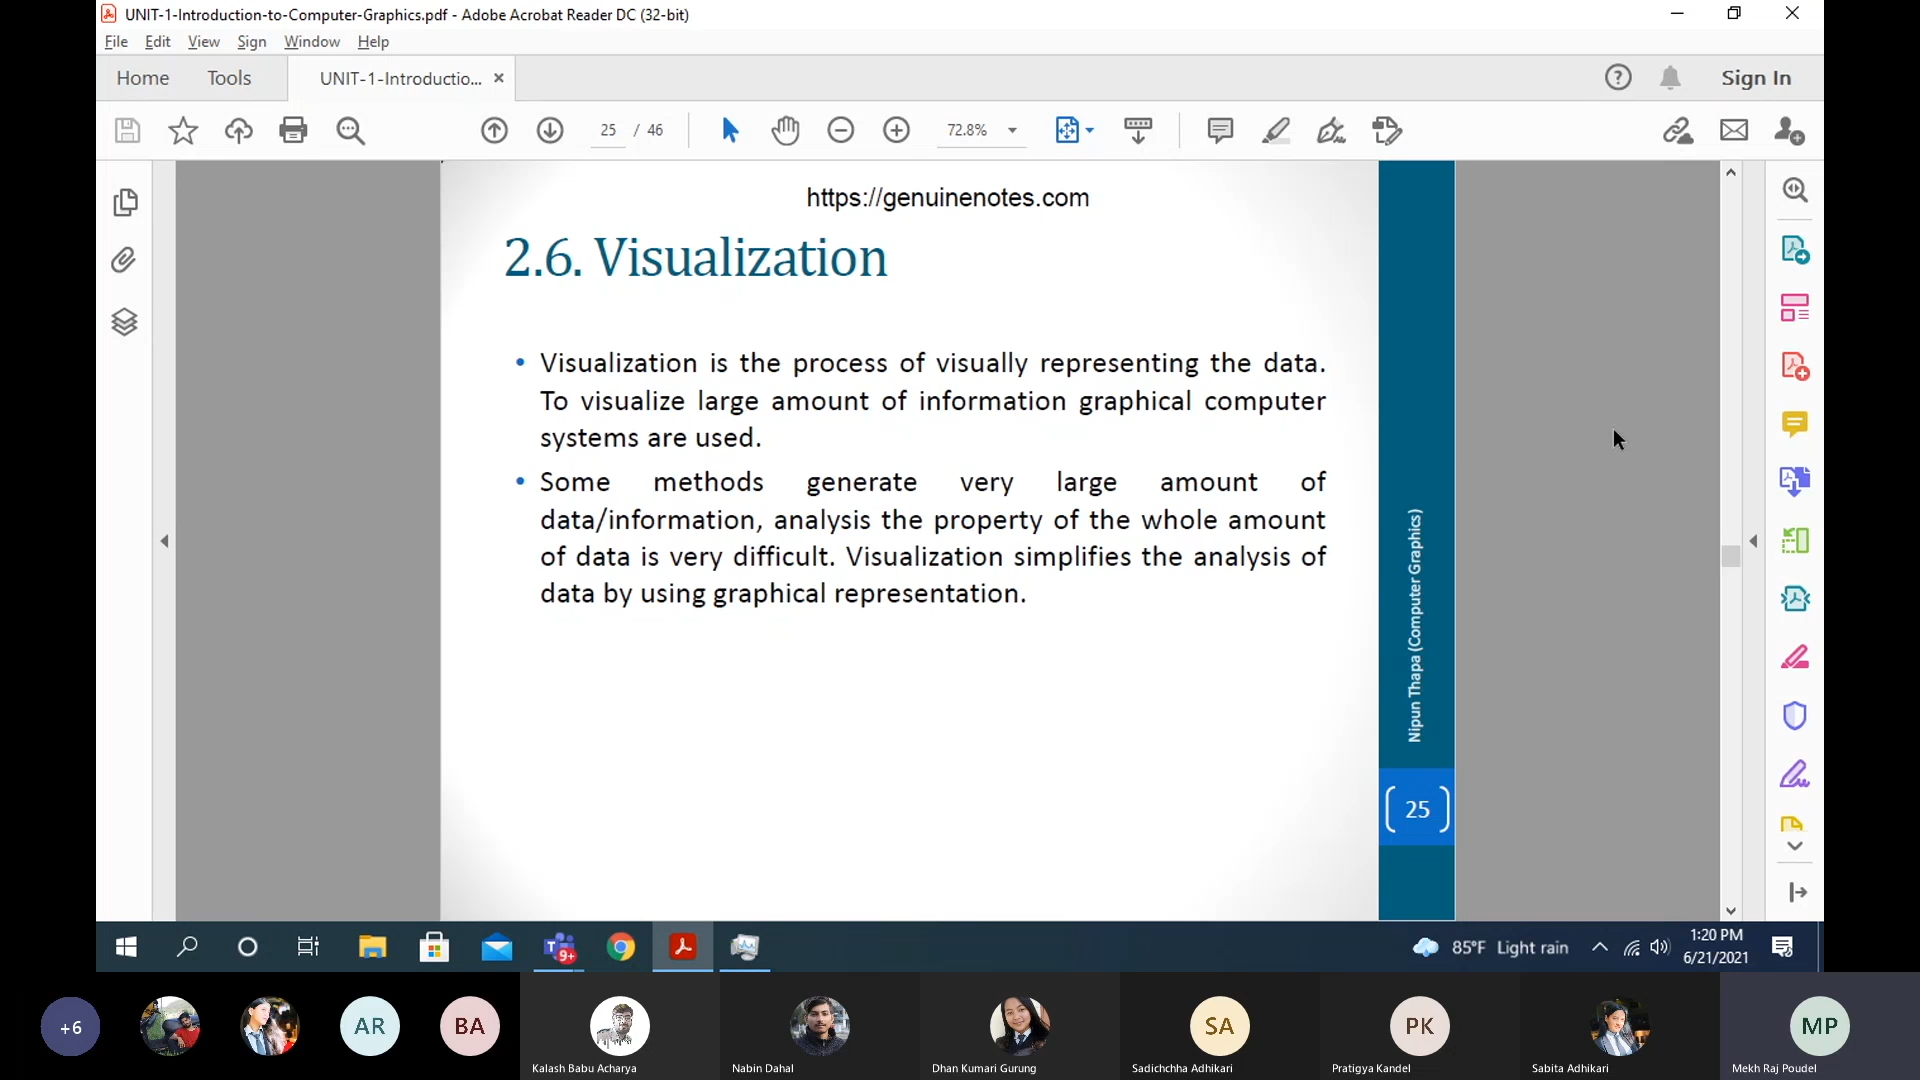 UNIT-1-Introduction-to-Computer-Graphics.pdf - Adobe Acrobat Reader DC (32-bit)
File Edit View Sign Window Help
Home Tools UNIT-1-Introductio... Sign In
25 / 46 72.8%
https://genuinenotes.com
2.6. Visualization
• Visualization is the process of visually representing the data.
To visualize large amount of information graphical computer
systems are used.
• Some methods generate very large amount of
data/information, analysis the property of the whole amount
of data is very difficult. Visualization simplifies the analysis of
data by using graphical representation.
Nipun Thapa (Computer Graphics)
25
9+
85°F Light rain
1:20 PM
6/21/2021
+6
AR
BA
SA
PK
MP
Kalash Babu Acharya
Nabin Dahal
Dhan Kumari Gurung
Sadichchha Adhikari
Pratigya Kandel
Sabita Adhikari
Mekh Raj Poudel